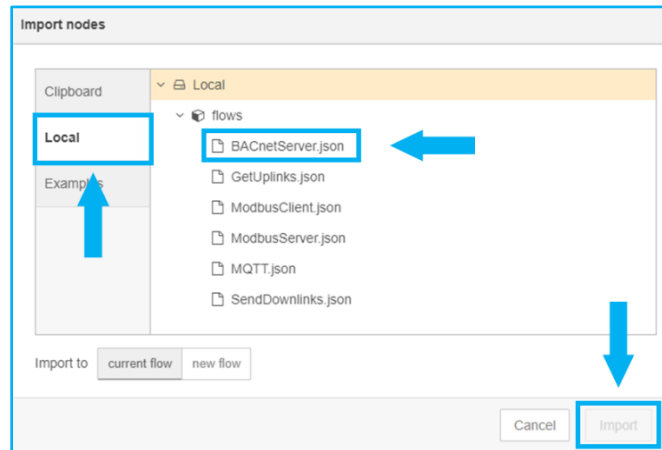 Import nodes
Clipboard
Local
Examples
Local
flows
BACnetServer.json
GetUplinks.json
ModbusClient.json
ModbusServer.json
MQTT.json
SendDownlinks.json
Import to current flow new flow
Cancel Import